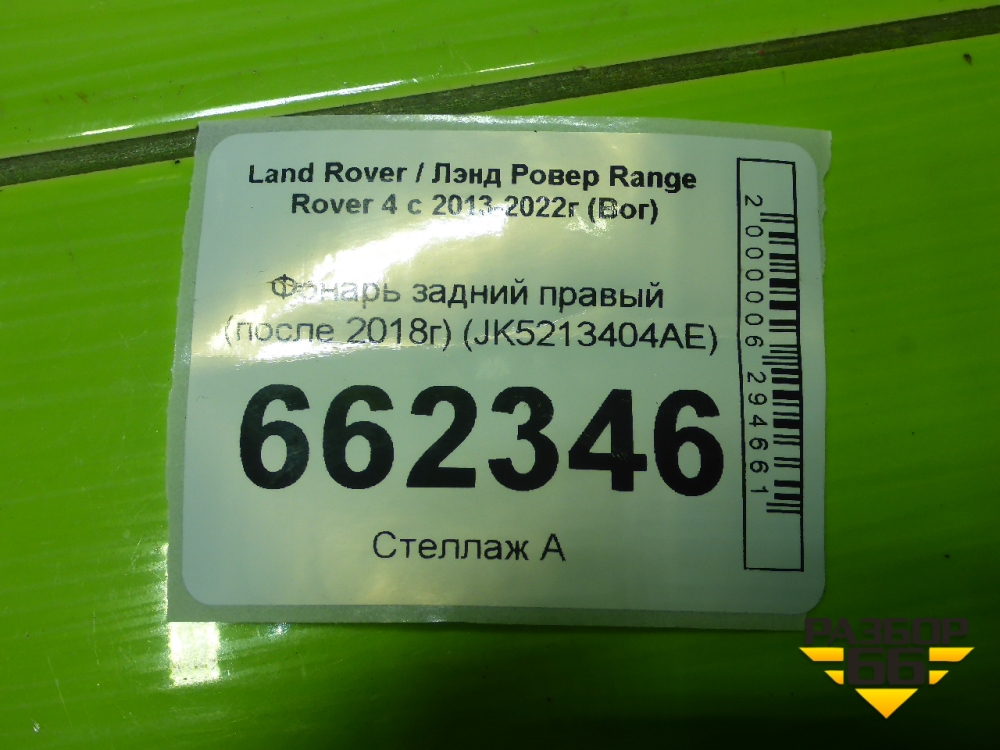 Land Rover / Лэнд Ровер Range
Rover 4 с 2013-2022г (Вог)
Фонарь задний правый
(после 2018г) (JK5213404AE)
662346
Стеллаж А
2000006294661
РАЗБОР
66